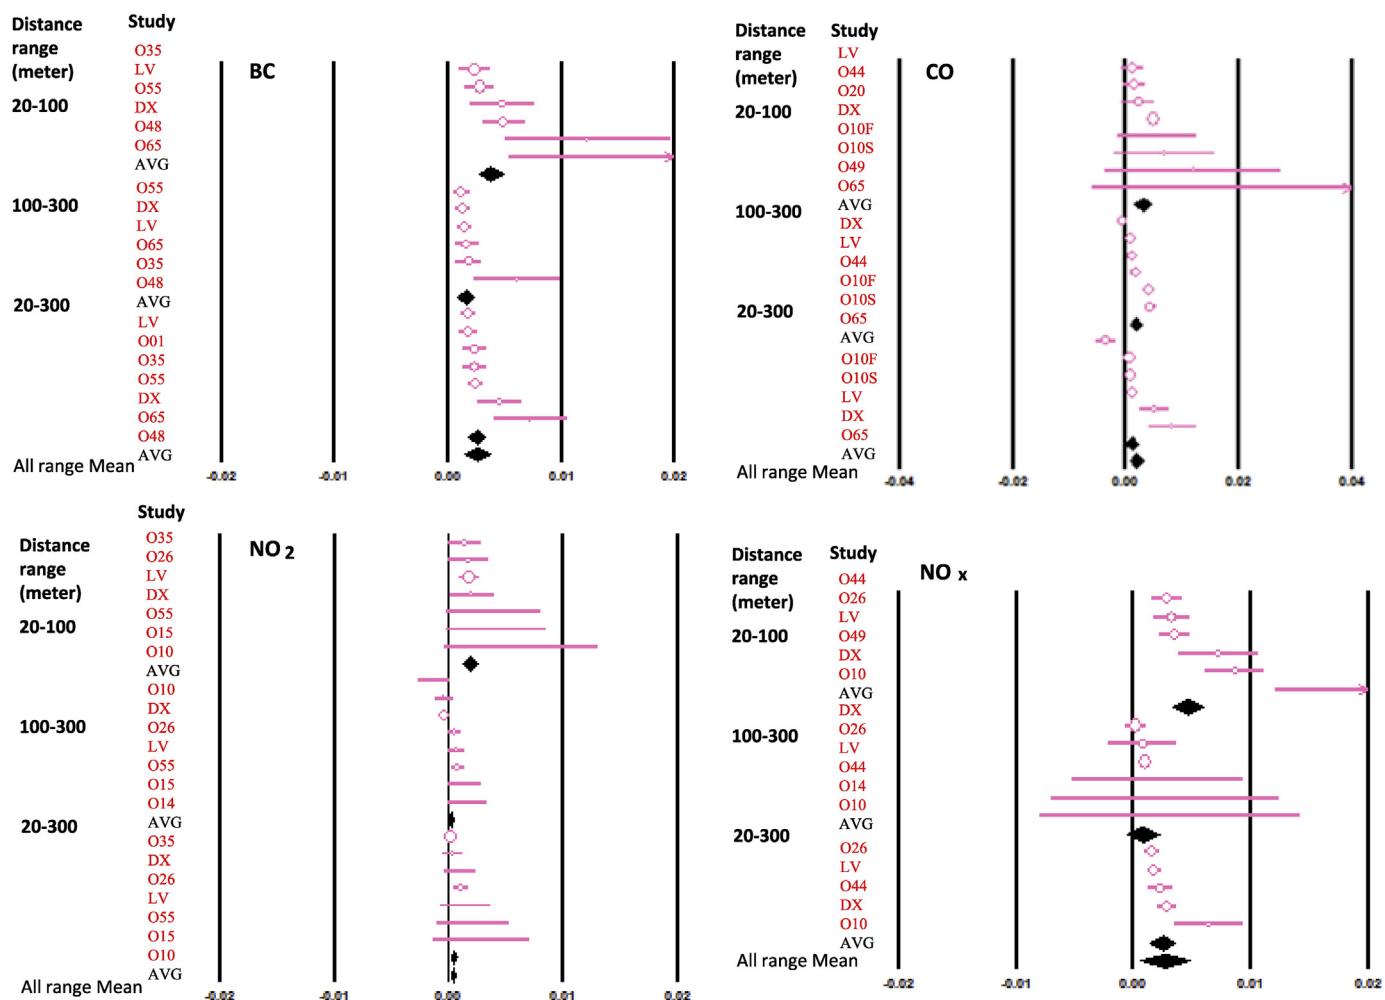 Distance
range
(meter)
Study
BC
O35
LV
O55
20-100
DX
O48
O65
AVG
O55
100-300
DX
LV
O65
O35
O48
20-300
AVG
LV
O01
O35
O55
DX
O65
O48
AVG
All range Mean
-0.02
-0.01
0.00
0.01
0.02
Distance
range
(meter)
Study
CO
LV
O44
O20
20-100
DX
O10F
O10S
O49
O65
100-300
AVG
DX
LV
O44
O10F
O10S
20-300
O65
AVG
O10F
O10S
LV
DX
O65
AVG
All range Mean
-0.04
-0.02
0.00
0.02
0.04
Study
Distance
range
(meter)
NO 2
O35
O26
LV
DX
O55
20-100
O15
O10
AVG
O10
DX
100-300
O26
LV
O55
O15
O14
AVG
20-300
O35
DX
O26
LV
O55
O15
O10
AVG
All range Mean
-0.02
-0.01
0.00
0.01
0.02
Distance
range
(meter)
Study
NO x
O44
O26
LV
20-100
O49
DX
O10
AVG
DX
100-300
O26
LV
O44
O14
O10
AVG
20-300
O26
LV
O44
DX
O10
AVG
All range Mean
-0.02
-0.01
0.00
0.01
0.02